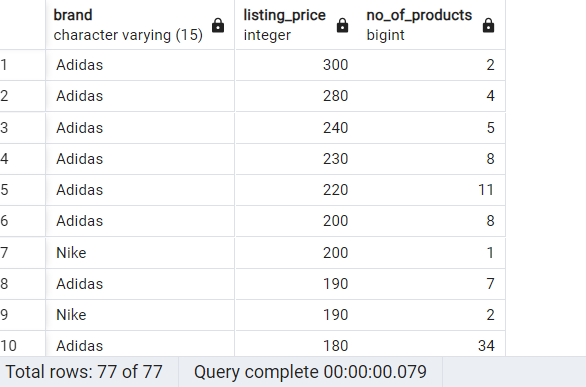 brand listing_price no_of_products
character varying (15) integer bigint
1 Adidas 300 2
2 Adidas 280 4
3 Adidas 240 5
4 Adidas 230 8
5 Adidas 220 11
6 Adidas 200 8
7 Nike 200 1
8 Adidas 190 7
9 Nike 190 2
10 Adidas 180 34
Total rows: 77 of 77 Query complete 00:00:00.079